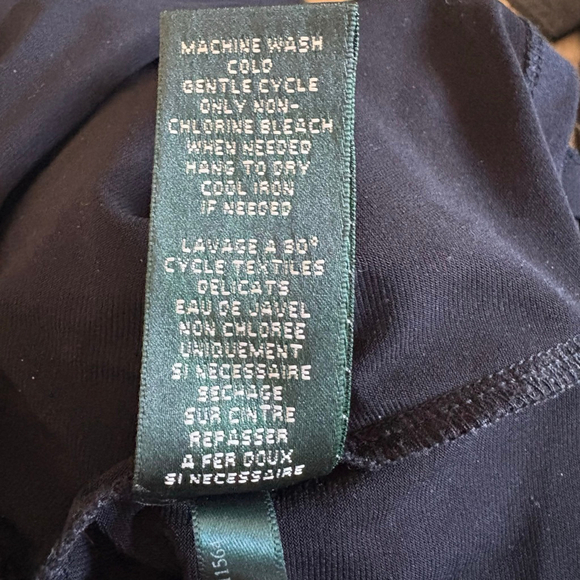 MACHINE WASH
COLD
GENTLE CYCLE
ONLY NON-
CHLORINE BLEACH
WHEN NEEDED
HANG TO DRY
COOL IRON
IF NEEDED
LAVAGE A 30°
CYCLE TEXTILES
DELICATS
EAU DE JAVEL
NON CHLOREE
UNIQUEMENT
SI NECESSAIRE
SECHAGE
SUR CINTRE
REPASSER
A FER DOUX
SI NECESSAIRE